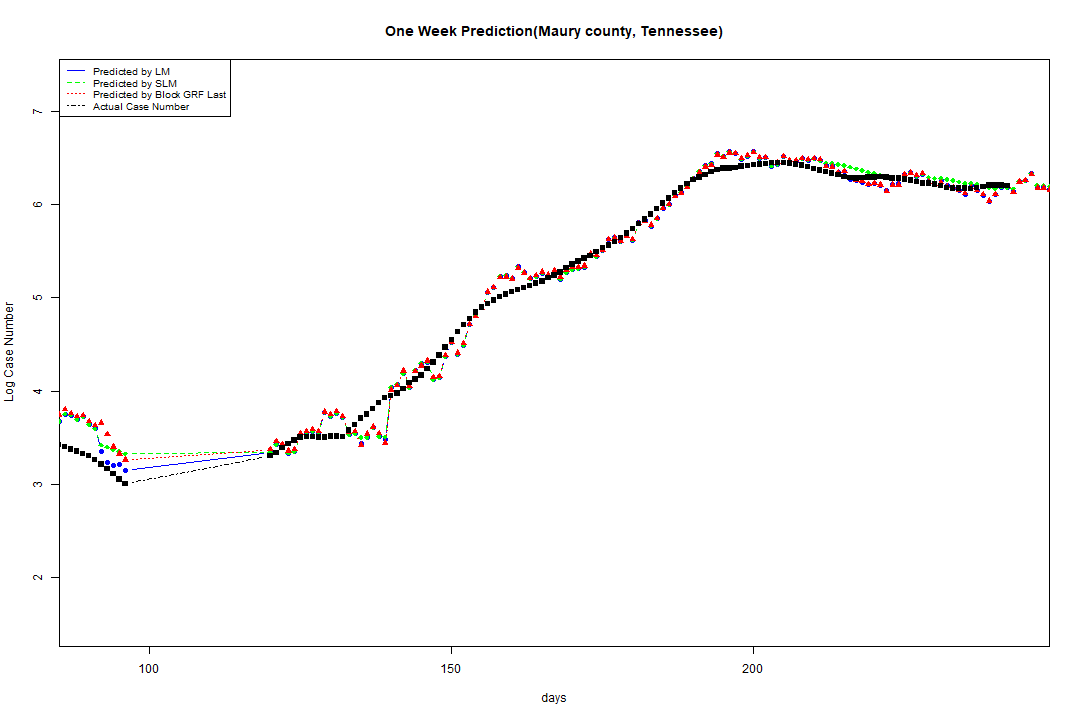 One Week Prediction(Maury county, Tennessee)
Predicted by LM
Predicted by SLM
Predicted by Block GRF Last
Actual Case Number
7
6
5
4
3
2
Log Case Number
100 150 200
days